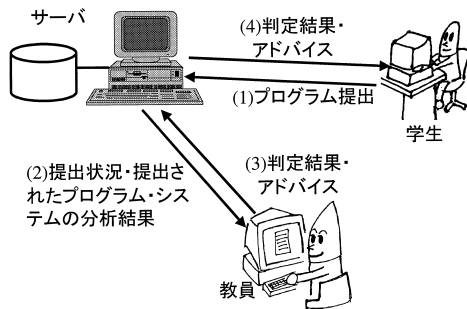 サーバ
(4)判定結果・
アドバイス
(1)プログラム提出
学生
(2)提出状況・提出さ
れたプログラム・シス
テムの分析結果
(3)判定結果・
アドバイス
教員